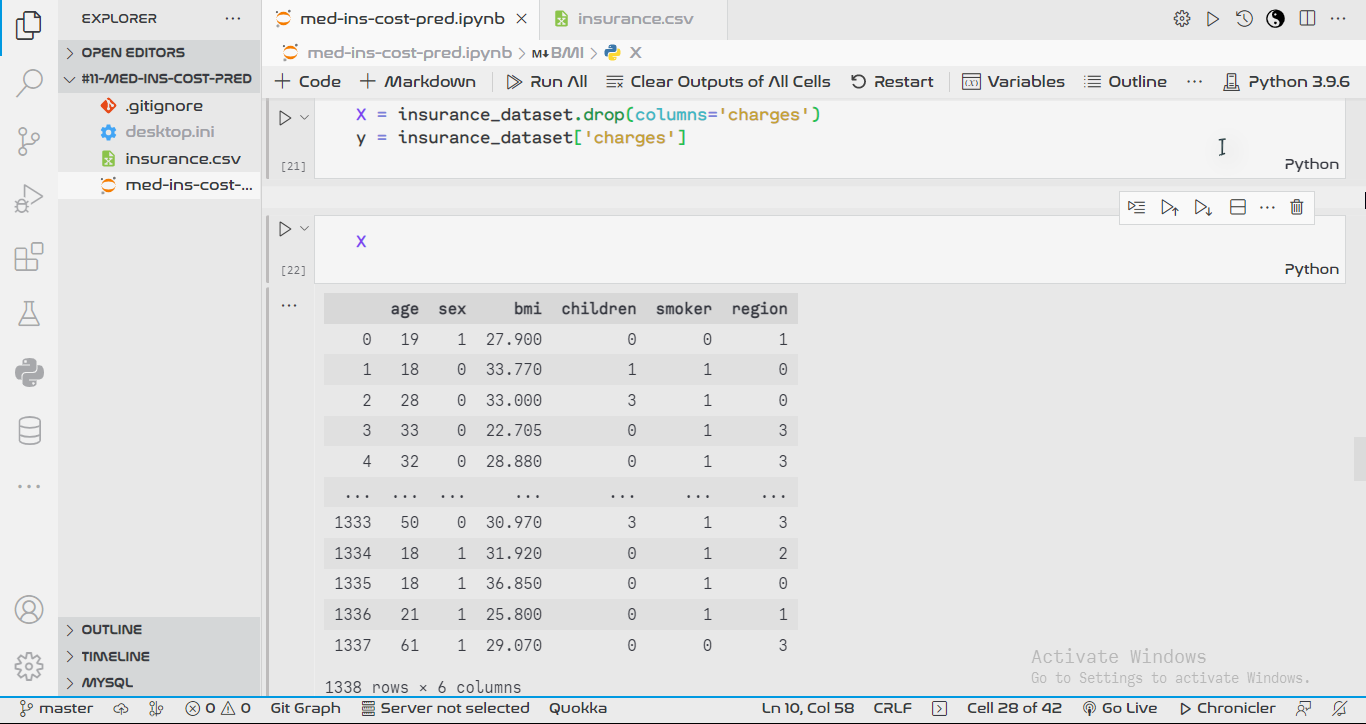 EXPLORER
med-ins-cost-pred.ipynb
insurance.csv
OPEN EDITORS
#11-MED-INS-COST-PRED
.gitignore
desktop.ini
insurance.csv
med-ins-cost-...
OUTLINE
TIMELINE
MYSQL
med-ins-cost-pred.ipynb > M↓BMI > X
+ Code + Markdown Run All Clear Outputs of All Cells Restart Variables Outline ... Python 3.9.6
X = insurance_dataset.drop(columns='charges')
y = insurance_dataset['charges']
[21]
Python
X
[22]
Python
age sex bmi children smoker region
0 19 1 27.900 0 0 1
1 18 0 33.770 1 1 0
2 28 0 33.000 3 1 0
3 33 0 22.705 0 1 3
4 32 0 28.880 0 1 3
... ... ... ... ... ... ...
1333 50 0 30.970 3 1 3
1334 18 1 31.920 0 1 2
1335 18 1 36.850 0 1 0
1336 21 1 25.800 0 1 1
1337 61 1 29.070 0 0 3
1338 rows × 6 columns
Activate Windows
Go to Settings to activate Windows.
master 0 0 Git Graph Server not selected Quokka Ln 10, Col 58 CRLF Cell 28 of 42 Go Live Chronicler